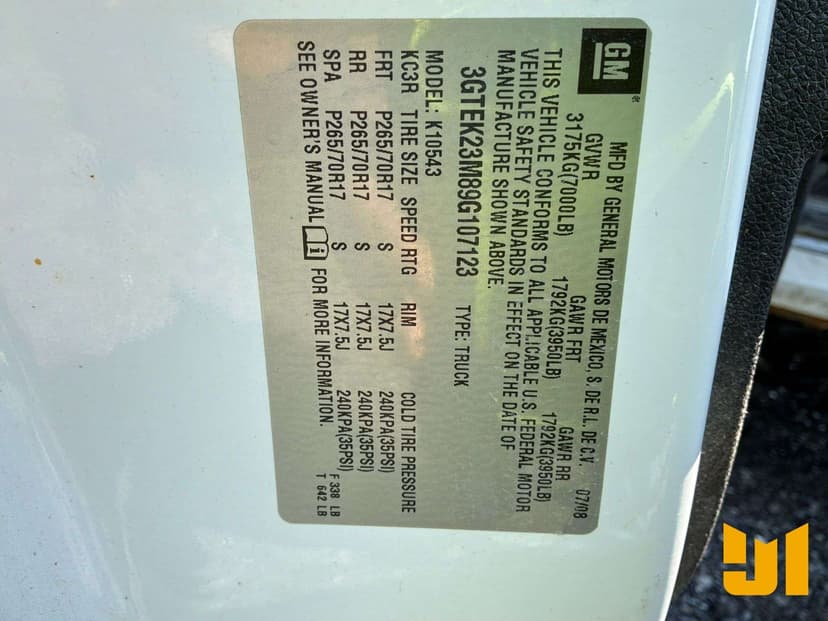 GM ®
MFD BY GENERAL MOTORS DE MEXICO, S. DE R.L. DE C.V. 07/08
GVWR GAWR FRT GAWR RR
3175KG(7000LB) 1792KG(3950LB) 1792KG(3950LB)
THIS VEHICLE CONFORMS TO ALL APPLICABLE U.S. FEDERAL MOTOR
VEHICLE SAFETY STANDARDS IN EFFECT ON THE DATE OF
MANUFACTURE SHOWN ABOVE.
3GTEK23M89G107123 TYPE: TRUCK
MODEL: K10543
KC3R TIRE SIZE SPEED RTG RIM COLD TIRE PRESSURE
FRT P265/70R17 S 17X7.5J 240KPA(35PSI)
RR P265/70R17 S 17X7.5J 240KPA(35PSI)
SPA P265/70R17 S 17X7.5J 240KPA(35PSI) F 338 LB
SEE OWNER'S MANUAL i FOR MORE INFORMATION. T 642 LB